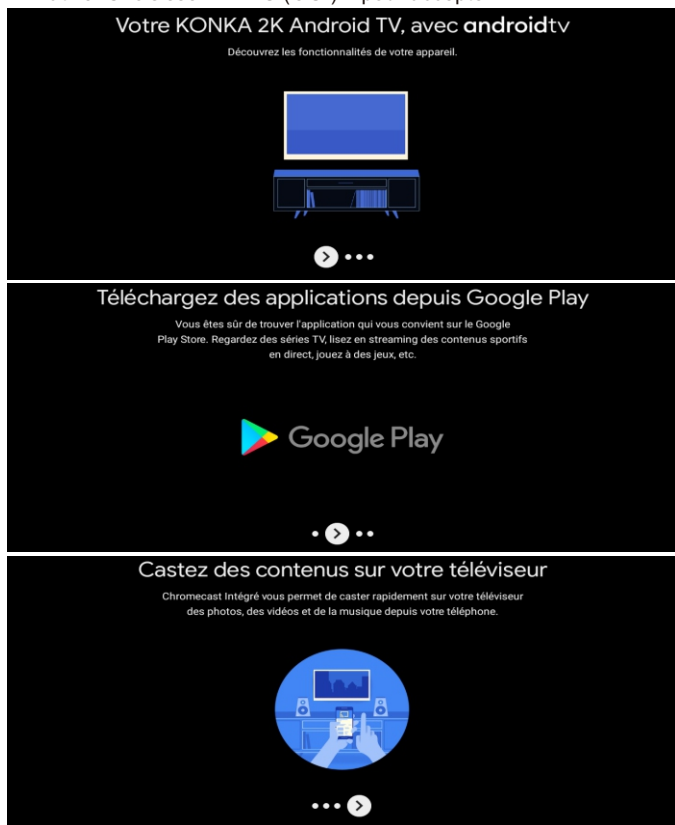 Votre KONKA 2K Android TV, avec androidtv
Découvrez les fonctionnalités de votre appareil.
Téléchargez des applications depuis Google Play
Vous êtes sûr de trouver l'application qui vous convient sur le Google
Play Store. Regardez des séries TV, lisez en streaming des contenus sportifs
en direct, jouez à des jeux, etc.
Google Play
Castez des contenus sur votre téléviseur
Chromecast Intégré vous permet de caster rapidement sur votre téléviseur
des photos, des vidéos et de la musique depuis votre téléphone.